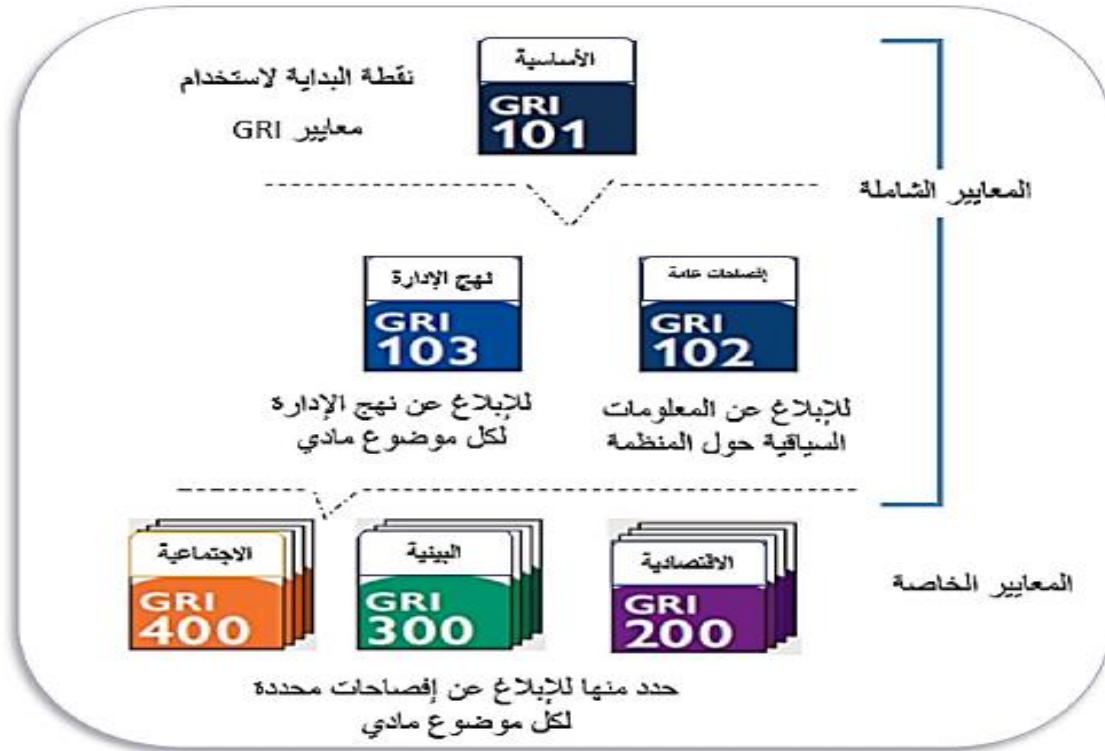 الأساسية
GRI
101
نقطة البداية لاستخدام
معايير GRI
المعايير الشاملة
إفصاحات عامة
GRI
102
نهج الإدارة
GRI
103
للإبلاغ عن المعلومات
السياقية حول المنظمة
للإبلاغ عن نهج الإدارة
لكل موضوع مادي
المعايير الخاصة
الاقتصادية
GRI
200
البيئية
GRI
300
الاجتماعية
GRI
400
حدد منها للإبلاغ عن إفصاحات محددة
لكل موضوع مادي